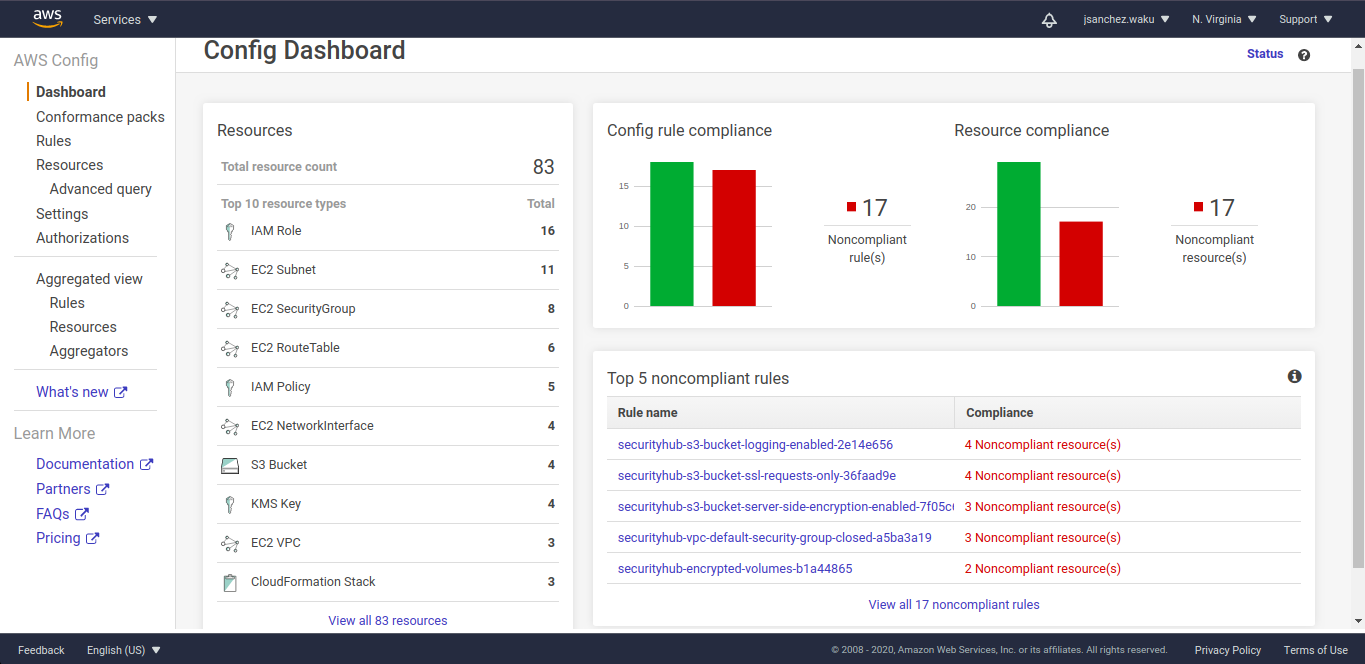 aws Services jsanchez.waku N. Virginia Support
AWS Config
Dashboard
Conformance packs
Rules
Resources
Advanced query
Settings
Authorizations
Aggregated view
Rules
Resources
Aggregators
What's new
Learn More
Documentation
Partners
FAQs
Pricing
Config Dashboard
Status ?
Resources
Total resource count 83
Top 10 resource types Total
IAM Role 16
EC2 Subnet 11
EC2 SecurityGroup 8
EC2 RouteTable 6
IAM Policy 5
EC2 NetworkInterface 4
S3 Bucket 4
KMS Key 4
EC2 VPC 3
CloudFormation Stack 3
View all 83 resources
Config rule compliance
15
10
5
0
17
Noncompliant
rule(s)
Resource compliance
20
10
0
17
Noncompliant
resource(s)
Top 5 noncompliant rules
Rule name Compliance
securityhub-s3-bucket-logging-enabled-2e14e656 4 Noncompliant resource(s)
securityhub-s3-bucket-ssl-requests-only-36faad9e 4 Noncompliant resource(s)
securityhub-s3-bucket-server-side-encryption-enabled-7f05c 3 Noncompliant resource(s)
securityhub-vpc-default-security-group-closed-a5ba3a19 3 Noncompliant resource(s)
securityhub-encrypted-volumes-b1a44865 2 Noncompliant resource(s)
View all 17 noncompliant rules
Feedback English (US) © 2008 - 2020, Amazon Web Services, Inc. or its affiliates. All rights reserved. Privacy Policy Terms of Use